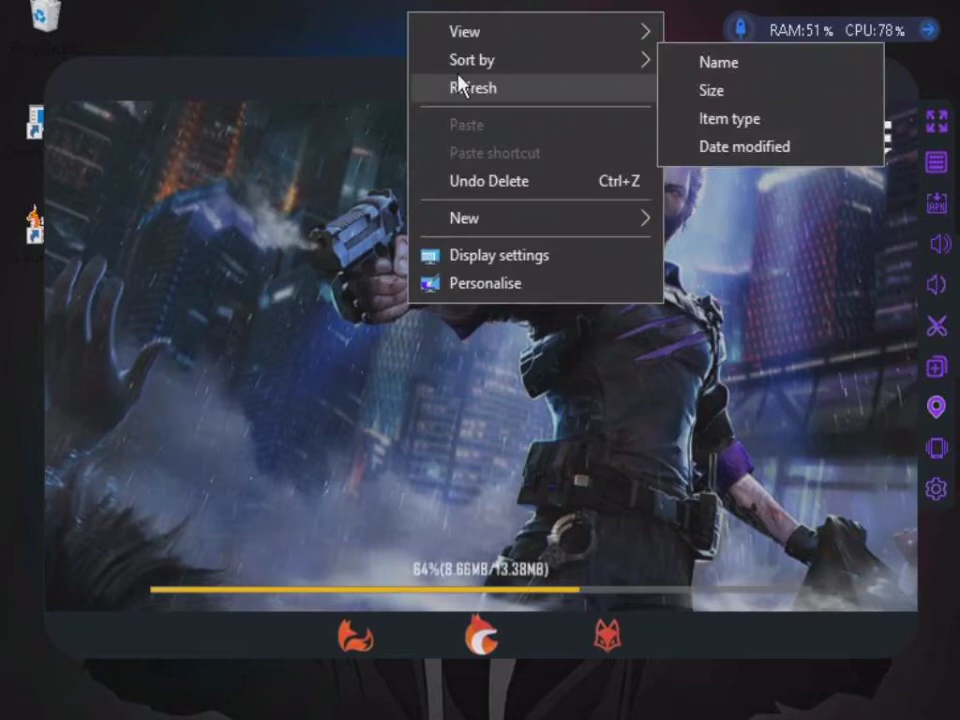 View
RAM:51% CPU:78%
Sort by
Name
Refresh
Size
Item type
Paste
Date modified
Paste shortcut
Undo Delete Ctrl+Z
New
Display settings
Personalise
64%(8.66MB/13.38MB)